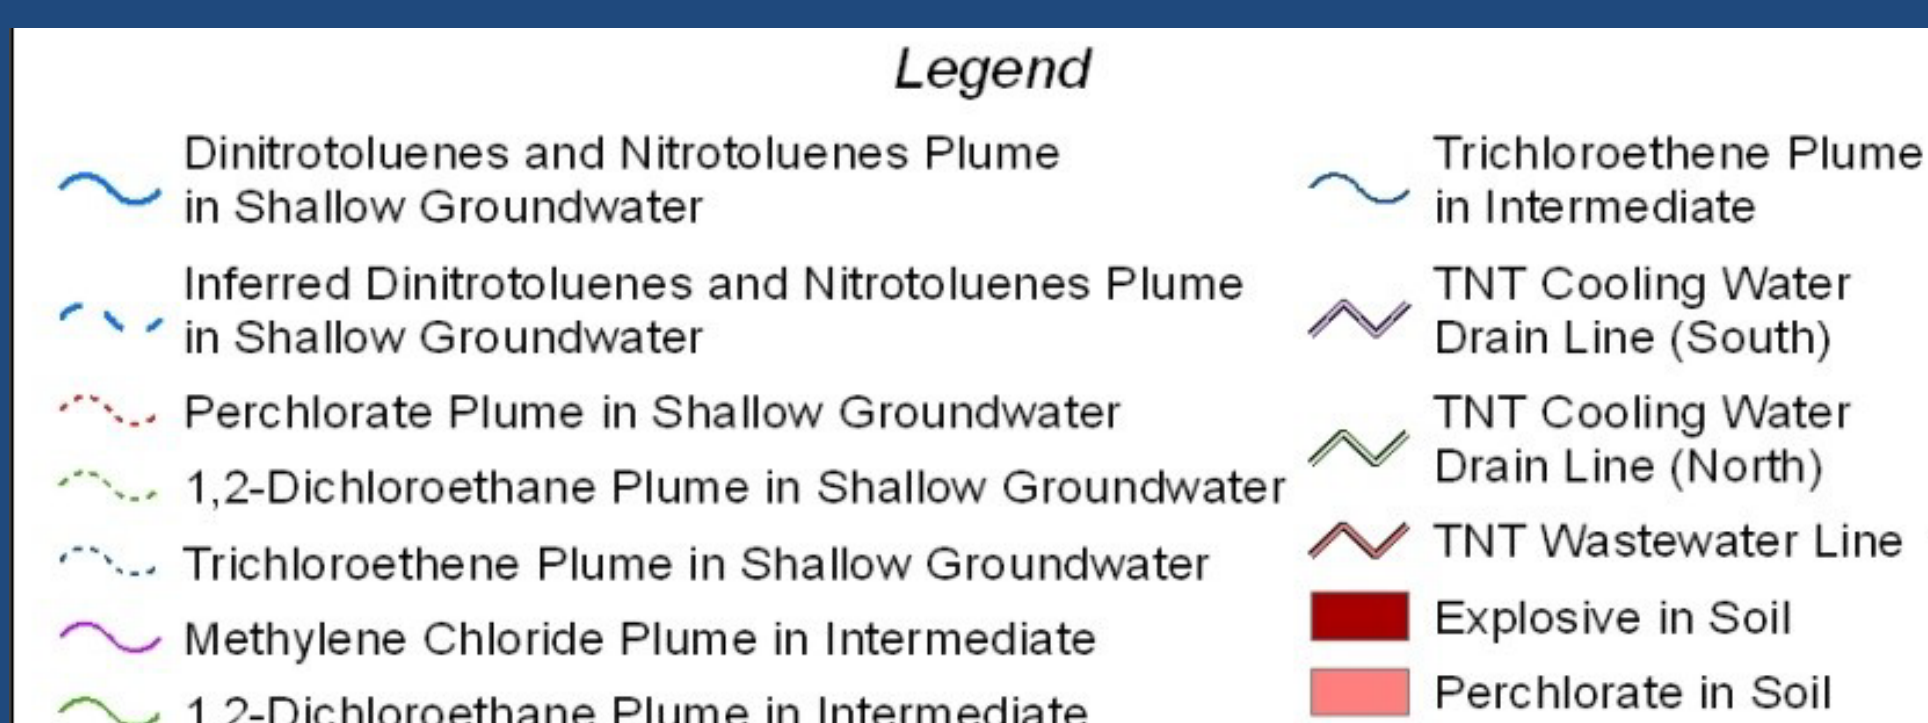 Legend
Dinitrotoluenes and Nitrotoluenes Plume
in Shallow Groundwater
Inferred Dinitrotoluenes and Nitrotoluenes Plume
in Shallow Groundwater
Perchlorate Plume in Shallow Groundwater
1,2-Dichloroethane Plume in Shallow Groundwater
Trichloroethene Plume in Shallow Groundwater
Methylene Chloride Plume in Intermediate
1,2-Dichloroethane Plume in Intermediate
Trichloroethene Plume
in Intermediate
TNT Cooling Water
Drain Line (South)
TNT Cooling Water
Drain Line (North)
TNT Wastewater Line
Explosive in Soil
Perchlorate in Soil